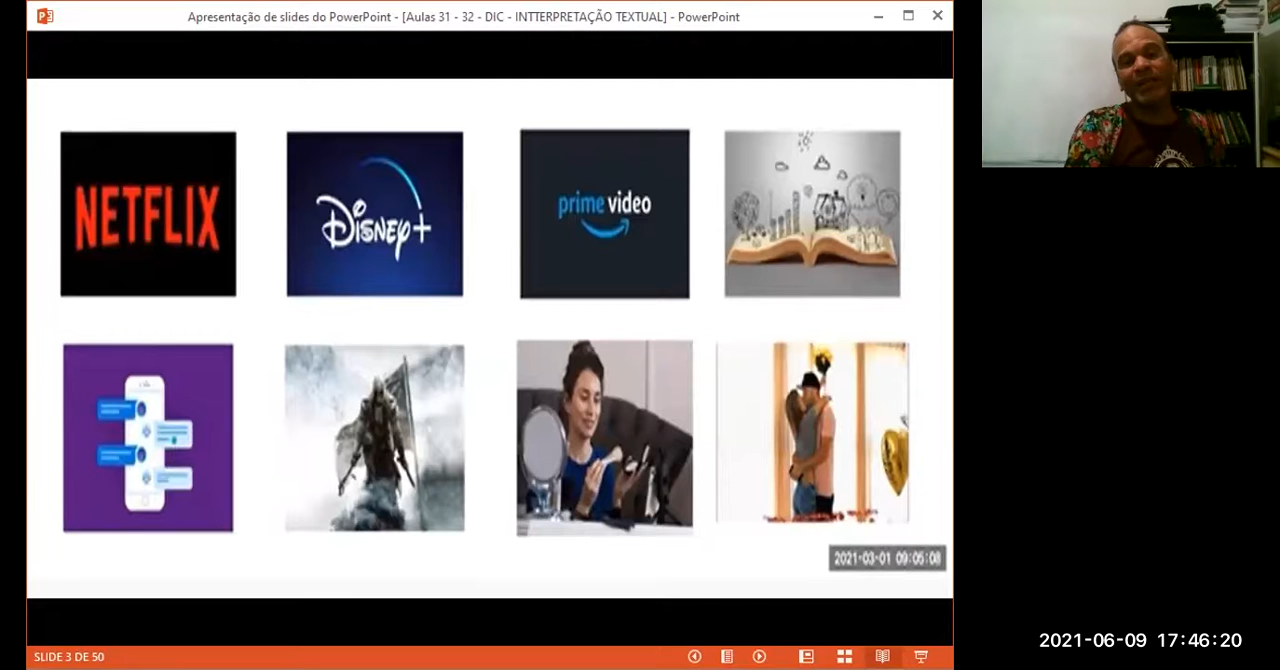 Apresentação de slides do PowerPoint - [Aulas 31 - 32 - DIC - INTTERPRETAÇÃO TEXTUAL] - PowerPoint
NETFLIX
Disney+
prime video
2021-03-01 09:05:08
SLIDE 3 DE 50
2021-06-09 17:46:20